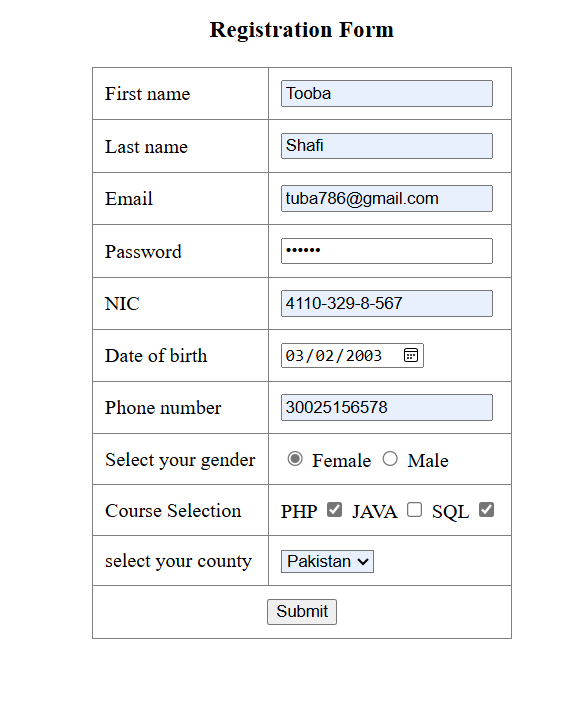 Registration Form
First name Tooba
Last name Shafi
Email tuba786@gmail.com
Password ••••••
NIC 4110-329-8-567
Date of birth 03/02/2003
Phone number 30025156578
Select your gender Female Male
Course Selection PHP JAVA SQL
select your county Pakistan
Submit